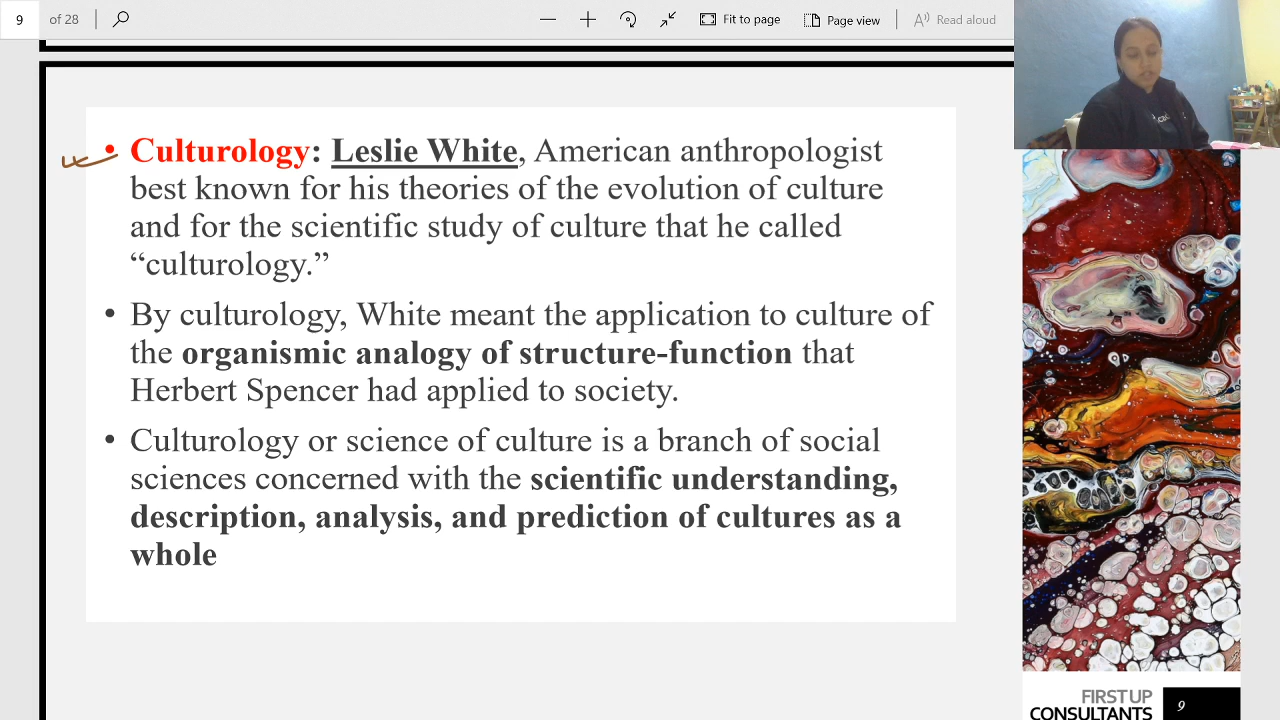 9 of 28 Fit to page Page view Read aloud
• Culturology: Leslie White, American anthropologist
best known for his theories of the evolution of culture
and for the scientific study of culture that he called
“culturology.”
• By culturology, White meant the application to culture of
the organismic analogy of structure-function that
Herbert Spencer had applied to society.
• Culturology or science of culture is a branch of social
sciences concerned with the scientific understanding,
description, analysis, and prediction of cultures as a
whole
FIRST UP
CONSULTANTS
9